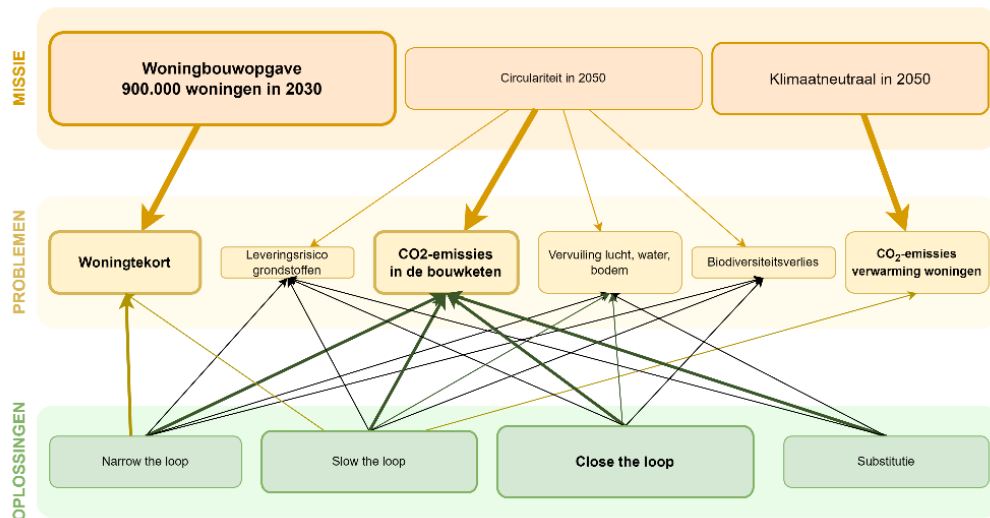 MISSIE
Woningbouwopgave
900.000 woningen in 2030
Circulariteit in 2050
Klimaatneutraal in 2050
PROBLEMEN
Woningtekort
Leveringsrisico
grondstoffen
CO2-emissies
in de bouwketen
Vervuiling lucht, water,
bodem
Biodiversiteitsverlies
CO₂-emissies
verwarming woningen
OPLOSSINGEN
Narrow the loop
Slow the loop
Close the loop
Substitutie